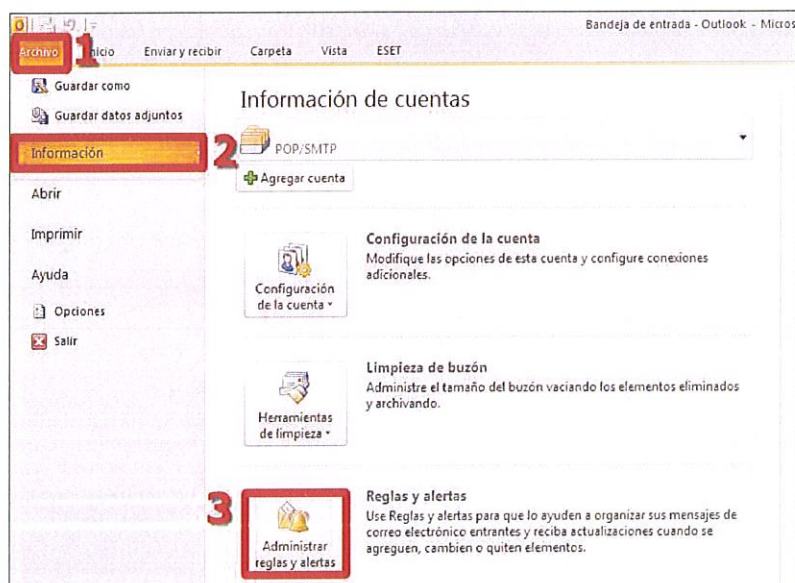 Bandeja de entrada - Outlook - Micros
Archivo 1 nicio Enviar y recibir Carpeta Vista ESET
Guardar como
Guardar datos adjuntos
Información 2
Abrir
Imprimir
Ayuda
Opciones
Salir
Información de cuentas
POP/SMTP
Agregar cuenta
Configuración
de la cuenta
Configuración de la cuenta
Modifique las opciones de esta cuenta y configure conexiones
adicionales.
Herramientas
de limpieza
Limpieza de buzón
Administre el tamaño del buzón vaciando los elementos eliminados
y archivando.
3
Administrar
reglas y alertas
Reglas y alertas
Use Reglas y alertas para que lo ayuden a organizar sus mensajes de
correo electrónico entrantes y reciba actualizaciones cuando se
agreguen, cambien o quiten elementos.